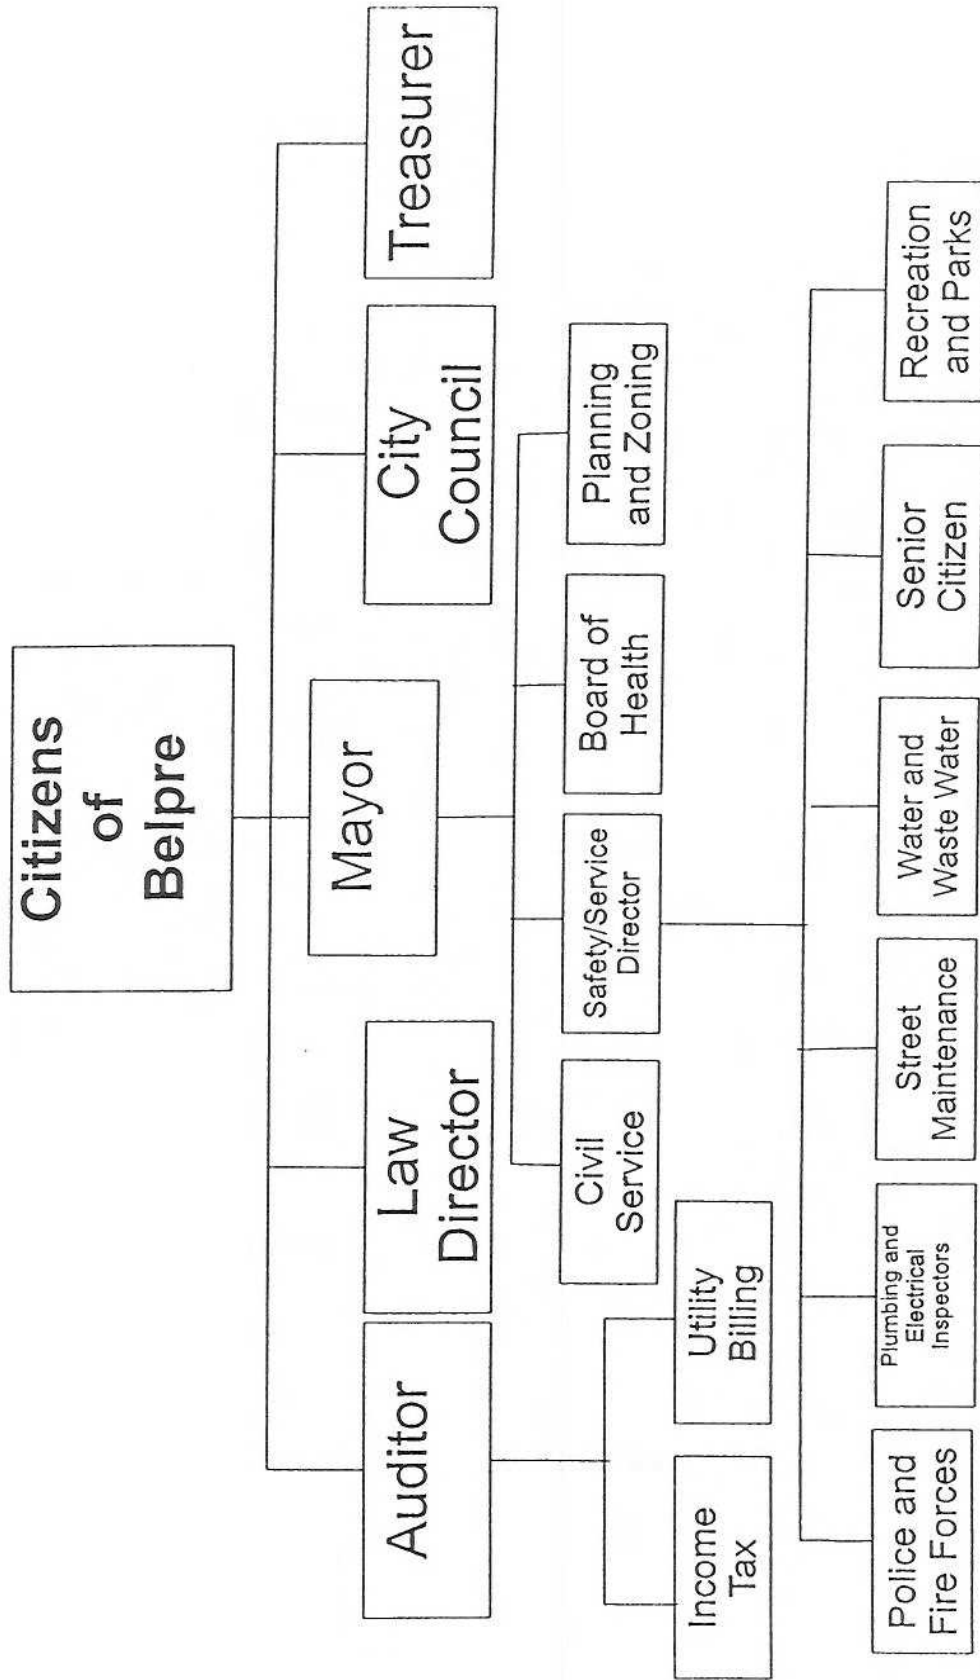 Citizens
of
Belpre
Auditor
Law
Director
Mayor
City
Council
Treasurer
Income
Tax
Utility
Billing
Civil
Service
Safety/Service
Director
Board of
Health
Planning
and Zoning
Police and
Fire Forces
Plumbing and
Electrical
Inspectors
Street
Maintenance
Water and
Waste Water
Senior
Citizen
Recreation
and Parks